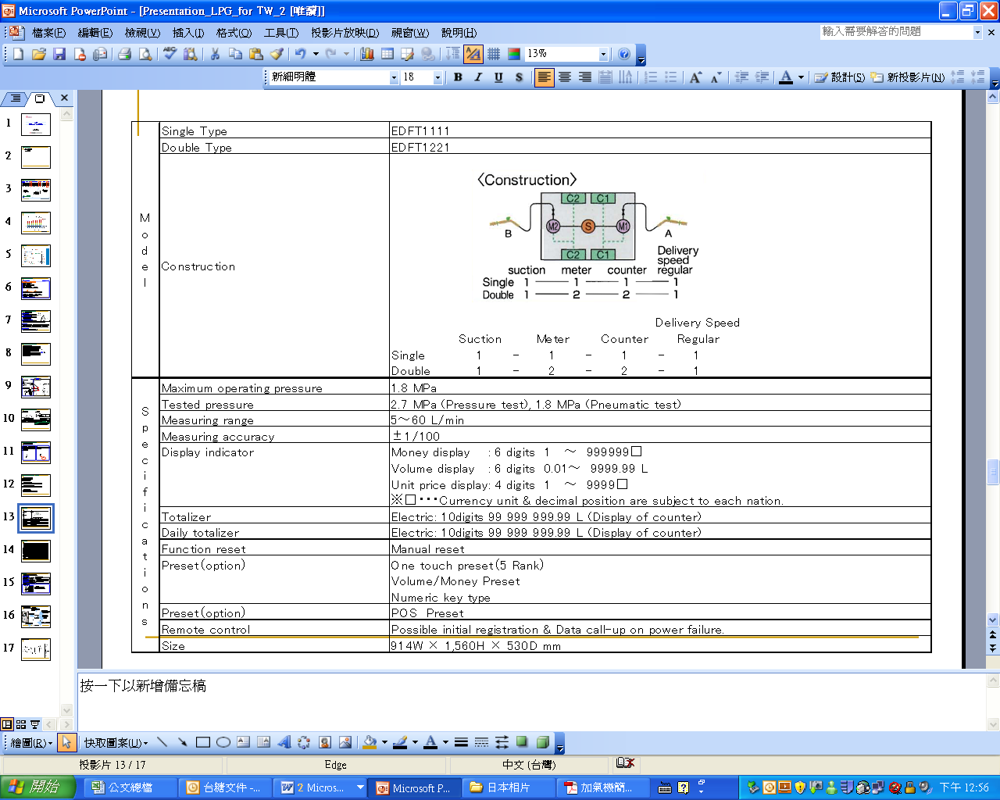 Microsoft PowerPoint - [Presentation_LPG_for TW_2 [唯讀]]
檔案(F) 編輯(E) 檢視(V) 插入(I) 格式(O) 工具(T) 投影片放映(D) 視窗(W) 說明(H) 輸入需要解答的問題
13%
新細明體 18 B I U S A A A 設計(S) 新投影片(N)
1
2
3
4
5
6
7
8
9
10
11
12
13
14
15
16
17
Model
Single Type EDFT1111
Double Type EDFT1221
Construction
〈Construction〉
C2 C1
B M2 S M1 A
C2 C1
Delivery
speed
suction meter counter regular
Single 1 1 1 1
Double 1 2 2 1
Delivery Speed
Suction Meter Counter Regular
Single 1 - 1 - 1 - 1
Double 1 - 2 - 2 - 1
Specifications
Maximum operating pressure 1.8 MPa
Tested pressure 2.7 MPa (Pressure test), 1.8 MPa (Pneumatic test)
Measuring range 5～60 L/min
Measuring accuracy ±1/100
Display indicator Money display : 6 digits 1 ～ 999999□
Volume display : 6 digits 0.01～ 9999.99 L
Unit price display: 4 digits 1 ～ 9999□
※□･･･Currency unit & decimal position are subject to each nation.
Totalizer Electric: 10digits 99 999 999.99 L (Display of counter)
Daily totalizer Electric: 10digits 99 999 999.99 L (Display of counter)
Function reset Manual reset
Preset(option) One touch preset(5 Rank)
Volume/Money Preset
Numeric key type
Preset(option) POS Preset
Remote control Possible initial registration & Data call-up on power failure.
Size 914W × 1,560H × 530D mm
按一下以新增備忘稿
繪圖(R) 快取圖案(U)
投影片 13 / 17 Edge 中文 (台灣)
開始 公文總檔 台繞文件 -... 2 Micros... Microsoft P... 日本相片 加氣機簡... 下午 12:56